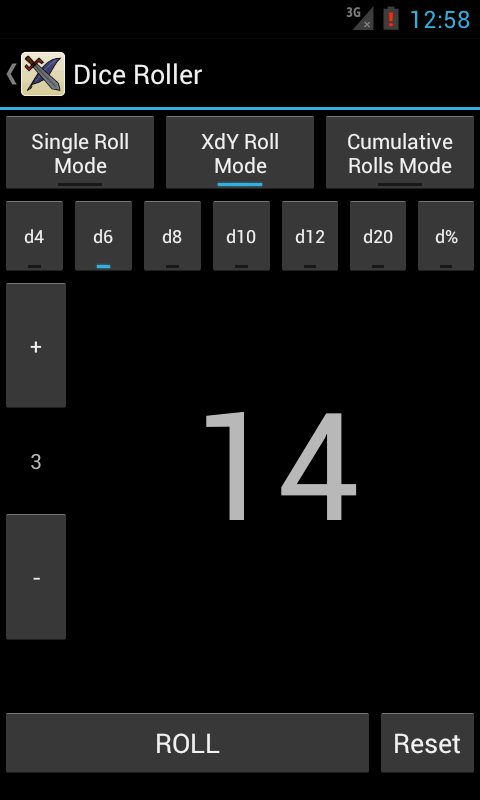 3G 12:58
Dice Roller
Single Roll Mode
XdY Roll Mode
Cumulative Rolls Mode
d4 d6 d8 d10 d12 d20 d%
+
3
14
-
ROLL Reset